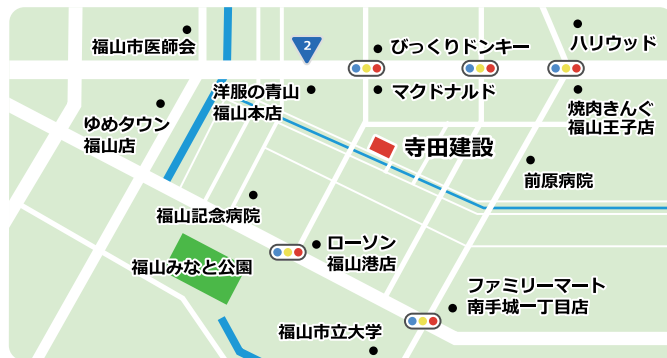 福山市医師会
2
びっくりドンキー
ハリウッド
洋服の青山
福山本店
マクドナルド
焼肉きんぐ
福山王子店
ゆめタウン
福山店
寺田建設
前原病院
福山記念病院
ローソン
福山港店
福山みなと公園
ファミリーマート
南手城一丁目店
福山市立大学